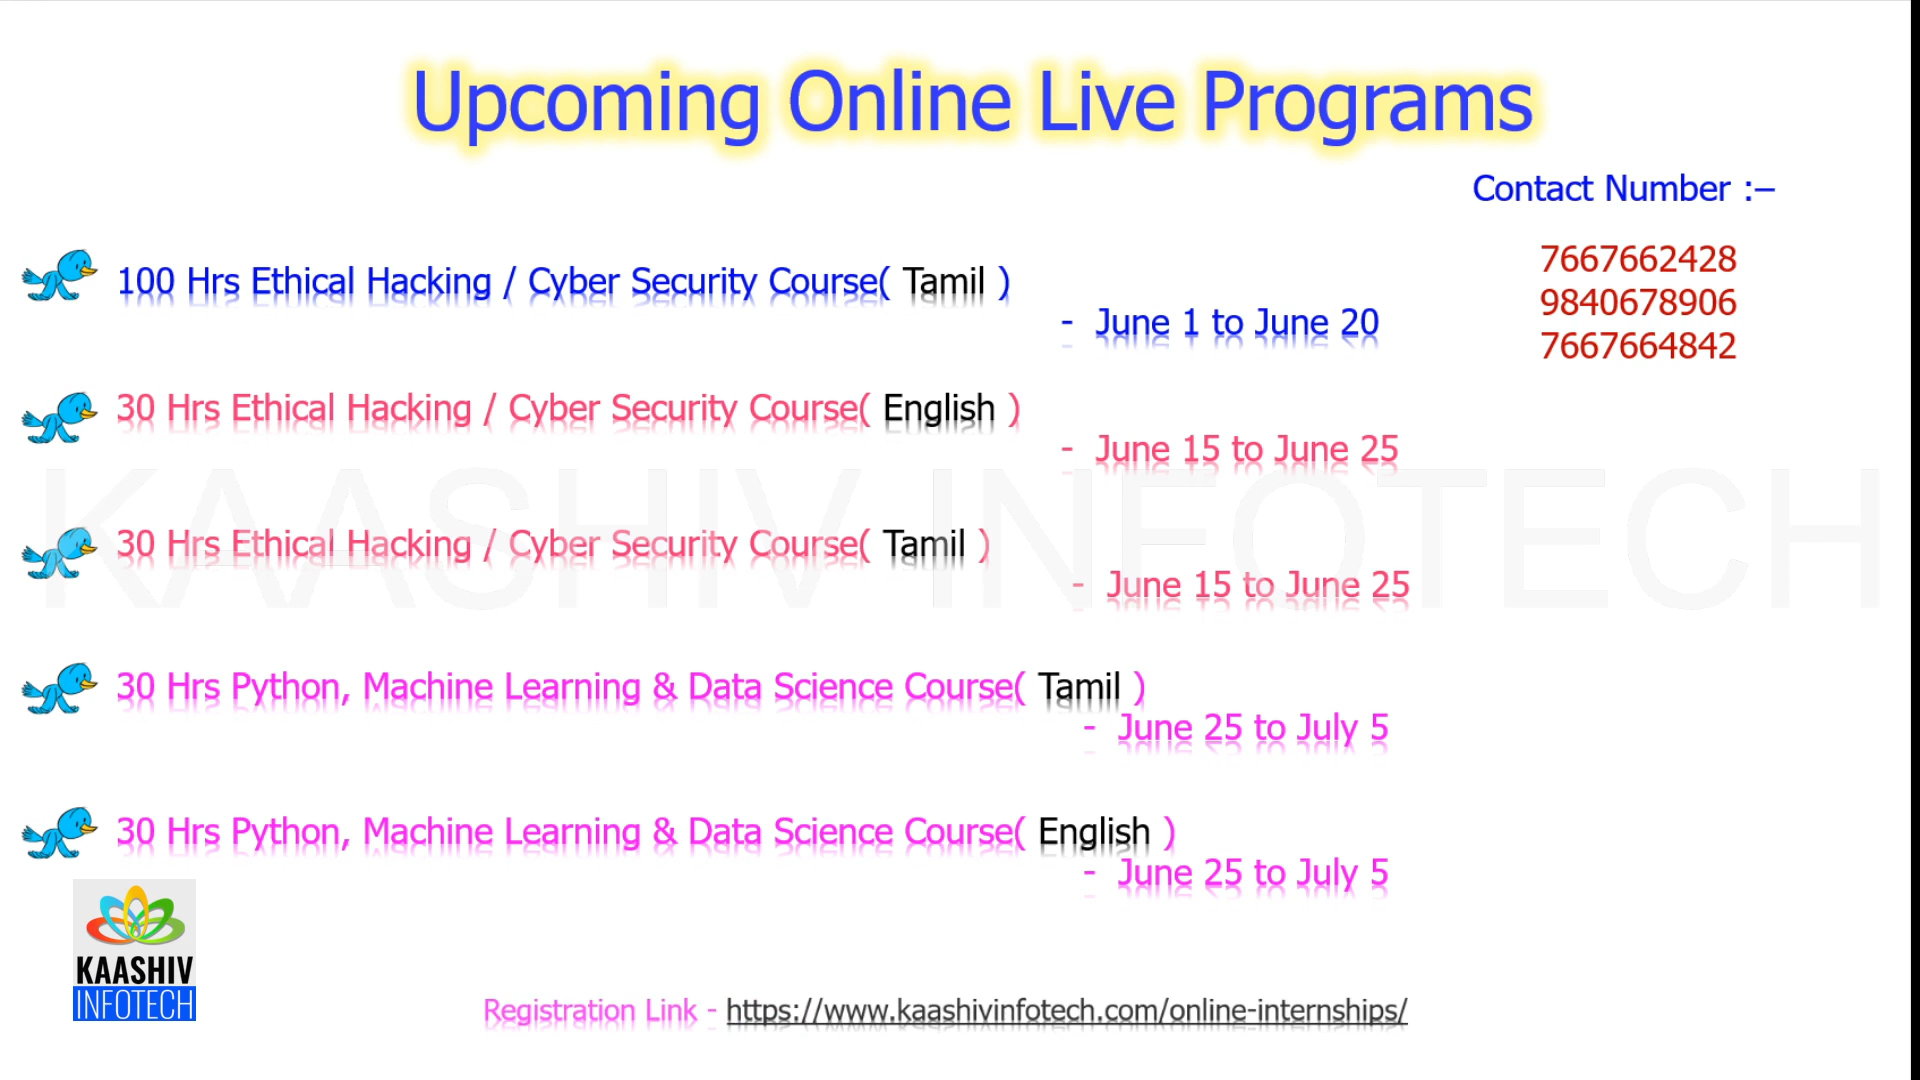 Upcoming Online Live Programs
Contact Number :–
7667662428
9840678906
7667664842
100 Hrs Ethical Hacking / Cyber Security Course( Tamil )
- June 1 to June 20
30 Hrs Ethical Hacking / Cyber Security Course( English )
- June 15 to June 25
KAASHIV INFOTECH
30 Hrs Ethical Hacking / Cyber Security Course( Tamil )
- June 15 to June 25
30 Hrs Python, Machine Learning & Data Science Course( Tamil )
- June 25 to July 5
30 Hrs Python, Machine Learning & Data Science Course( English )
- June 25 to July 5
KAASHIV
INFOTECH
Registration Link - https://www.kaashivinfotech.com/online-internships/